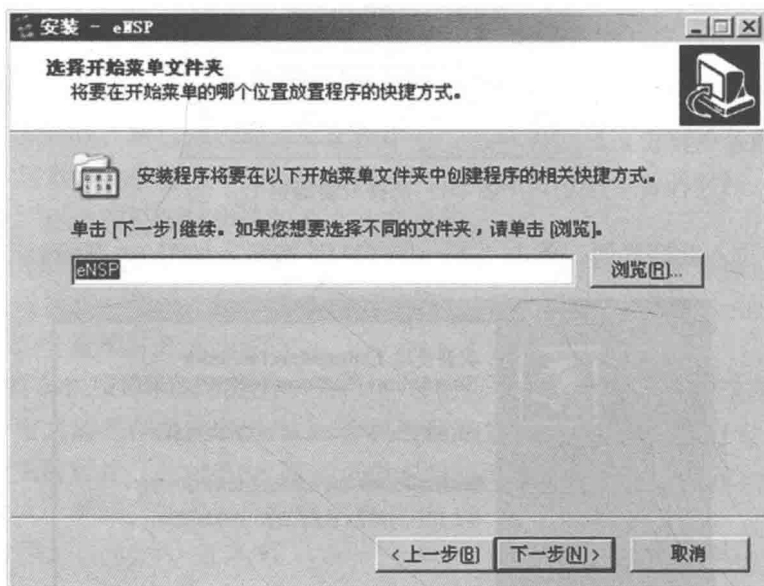 安装 - eNSP
选择开始菜单文件夹
将要在开始菜单的哪个位置放置程序的快捷方式。
安装程序将要在以下开始菜单文件夹中创建程序的相关快捷方式。
单击 [下一步]继续。如果您想要选择不同的文件夹，请单击 [浏览]。
eNSP
浏览(R)...
<上一步(B)
下一步(N)>
取消